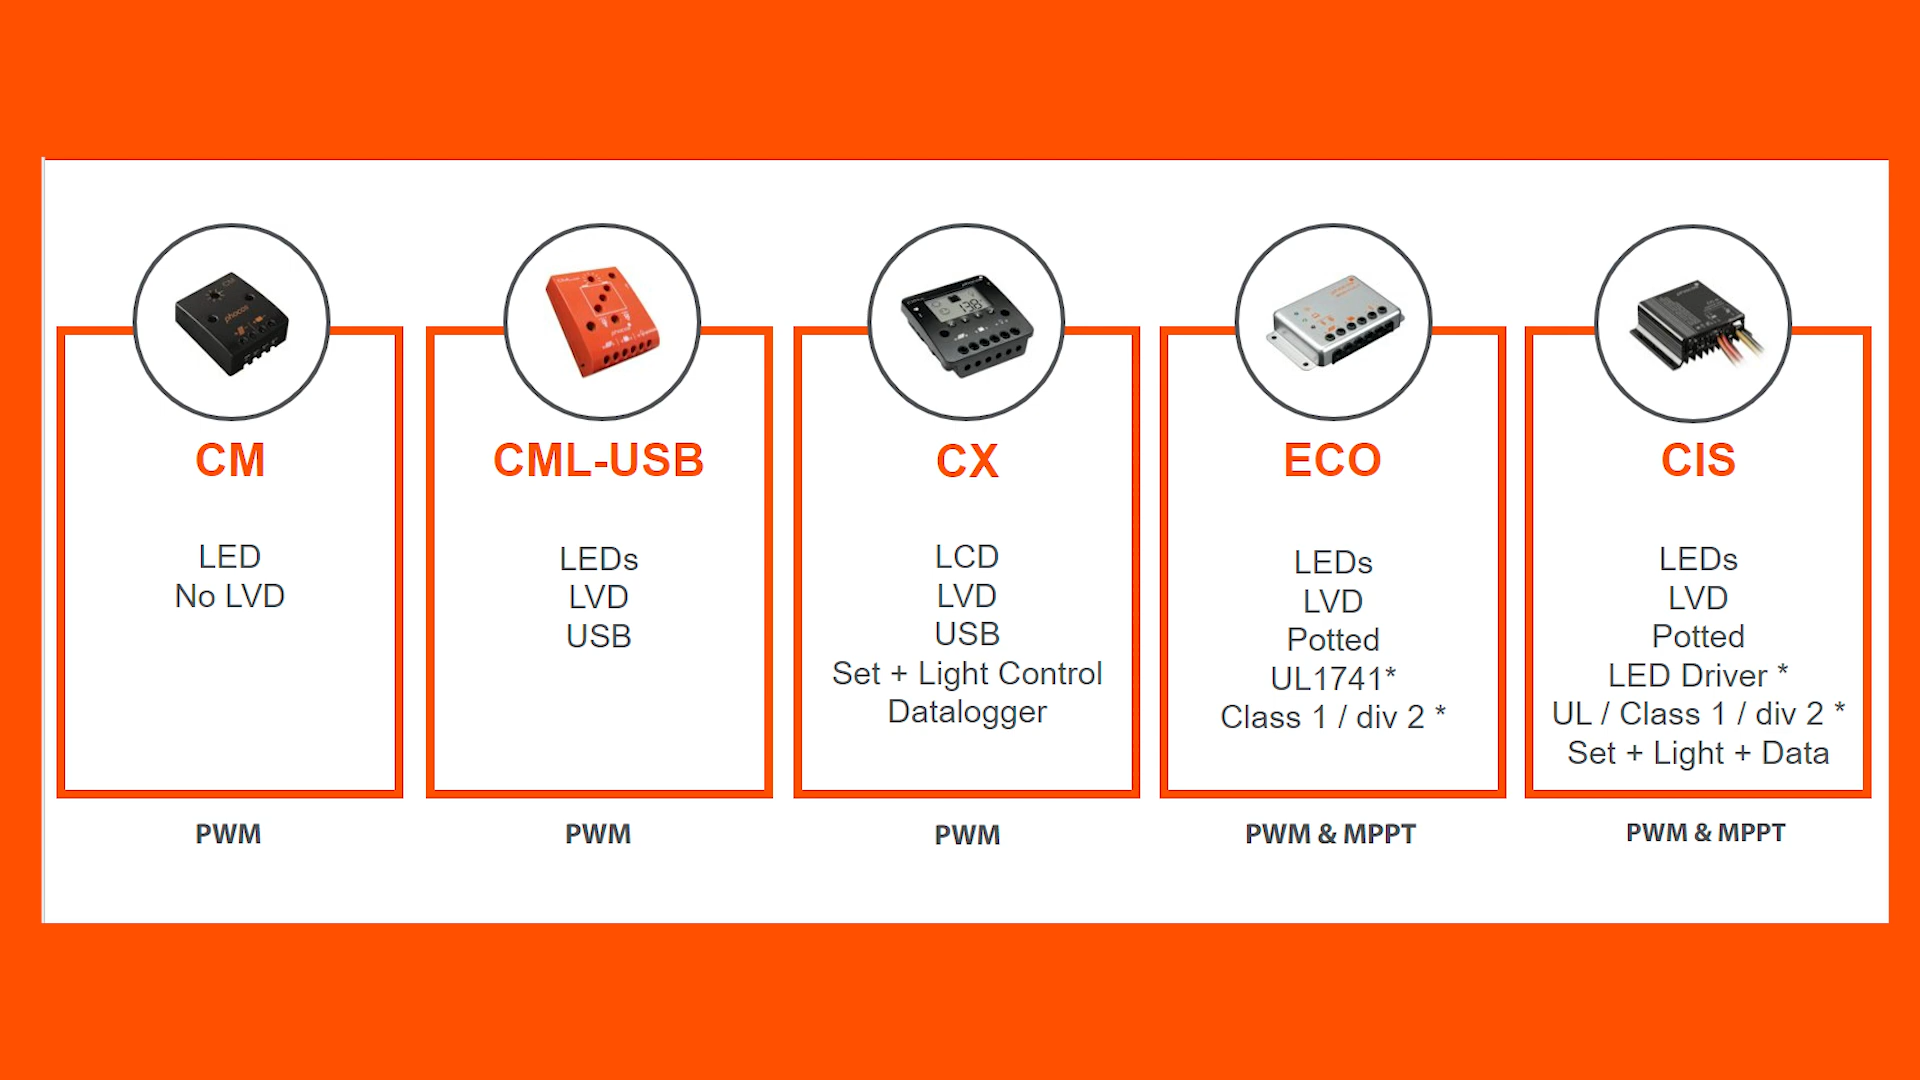 CM
LED
No LVD
PWM
CML-USB
LEDs
LVD
USB
PWM
CX
LCD
LVD
USB
Set + Light Control
Datalogger
PWM
ECO
LEDs
LVD
Potted
UL1741*
Class 1 / div 2 *
PWM & MPPT
CIS
LEDs
LVD
Potted
LED Driver *
UL / Class 1 / div 2 *
Set + Light + Data
PWM & MPPT